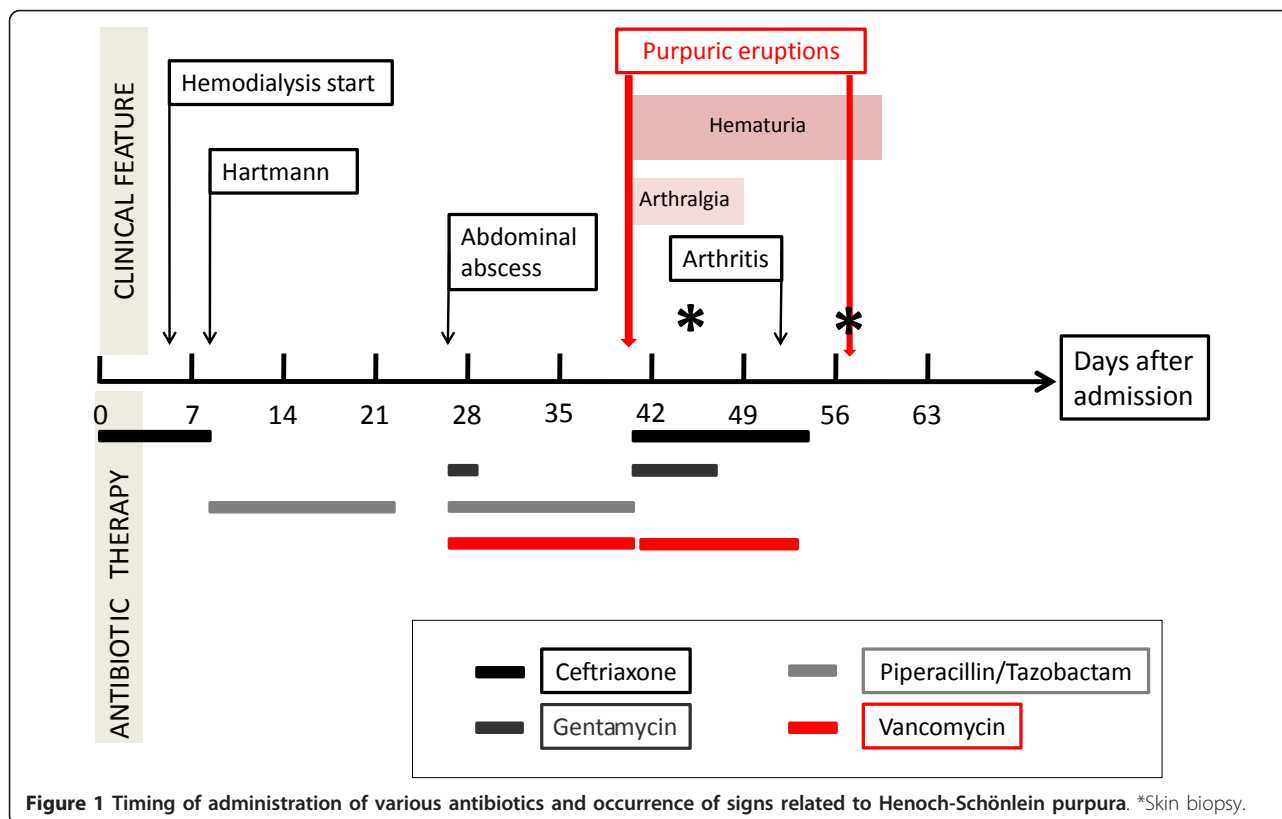 CLINICAL FEATURE
Purpuric eruptions
Hemodialysis start
Hematuria
Hartmann
Arthralgia
Abdominal
abscess
Arthritis
*
*
Days after
admission
0 7 14 21 28 35 42 49 56 63
ANTIBIOTIC THERAPY
Ceftriaxone
Piperacillin/Tazobactam
Gentamycin
Vancomycin
Figure 1 Timing of administration of various antibiotics and occurrence of signs related to Henoch-Schönlein purpura. *Skin biopsy.